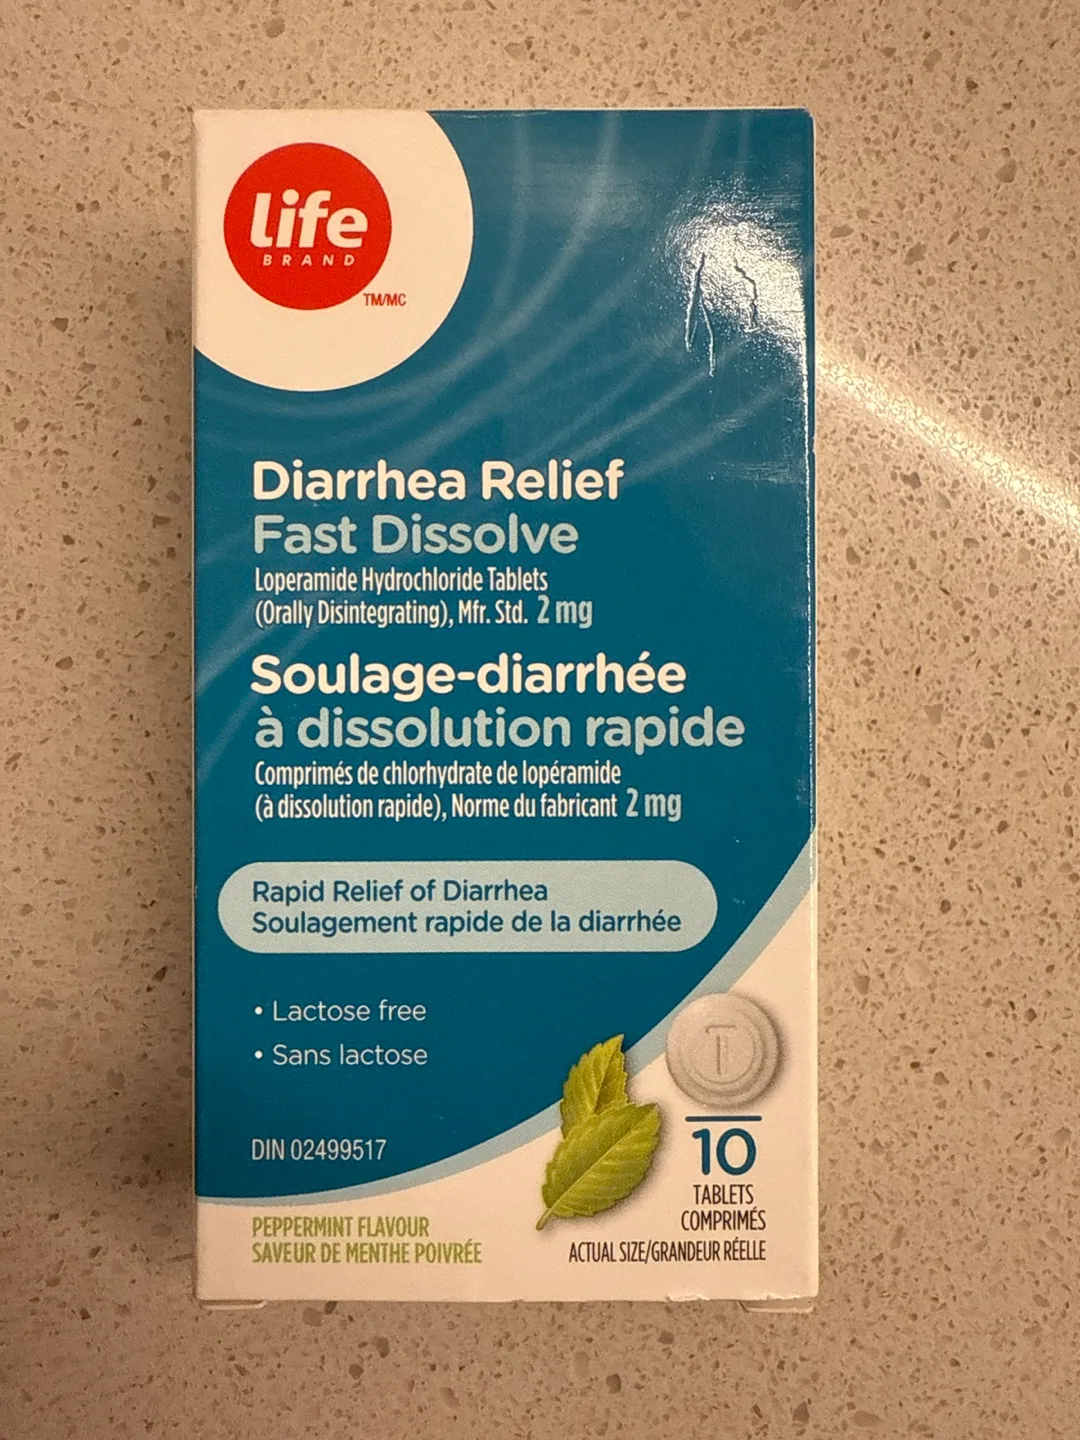 Life
BRAND
TM/MC
Diarrhea Relief
Fast Dissolve
Loperamide Hydrochloride Tablets
(Orally Disintegrating), Mfr. Std. 2 mg
Soulage-diarrhée
à dissolution rapide
Comprimés de chlorhydrate de lopéramide
(à dissolution rapide), Norme du fabricant 2 mg
Rapid Relief of Diarrhea
Soulagement rapide de la diarrhée
• Lactose free
• Sans lactose
DIN 02499517
PEPPERMINT FLAVOUR
SAVEUR DE MENTHE POIVRÉE
T
10
TABLETS
COMPRIMÉS
ACTUAL SIZE/GRANDEUR RÉELLE